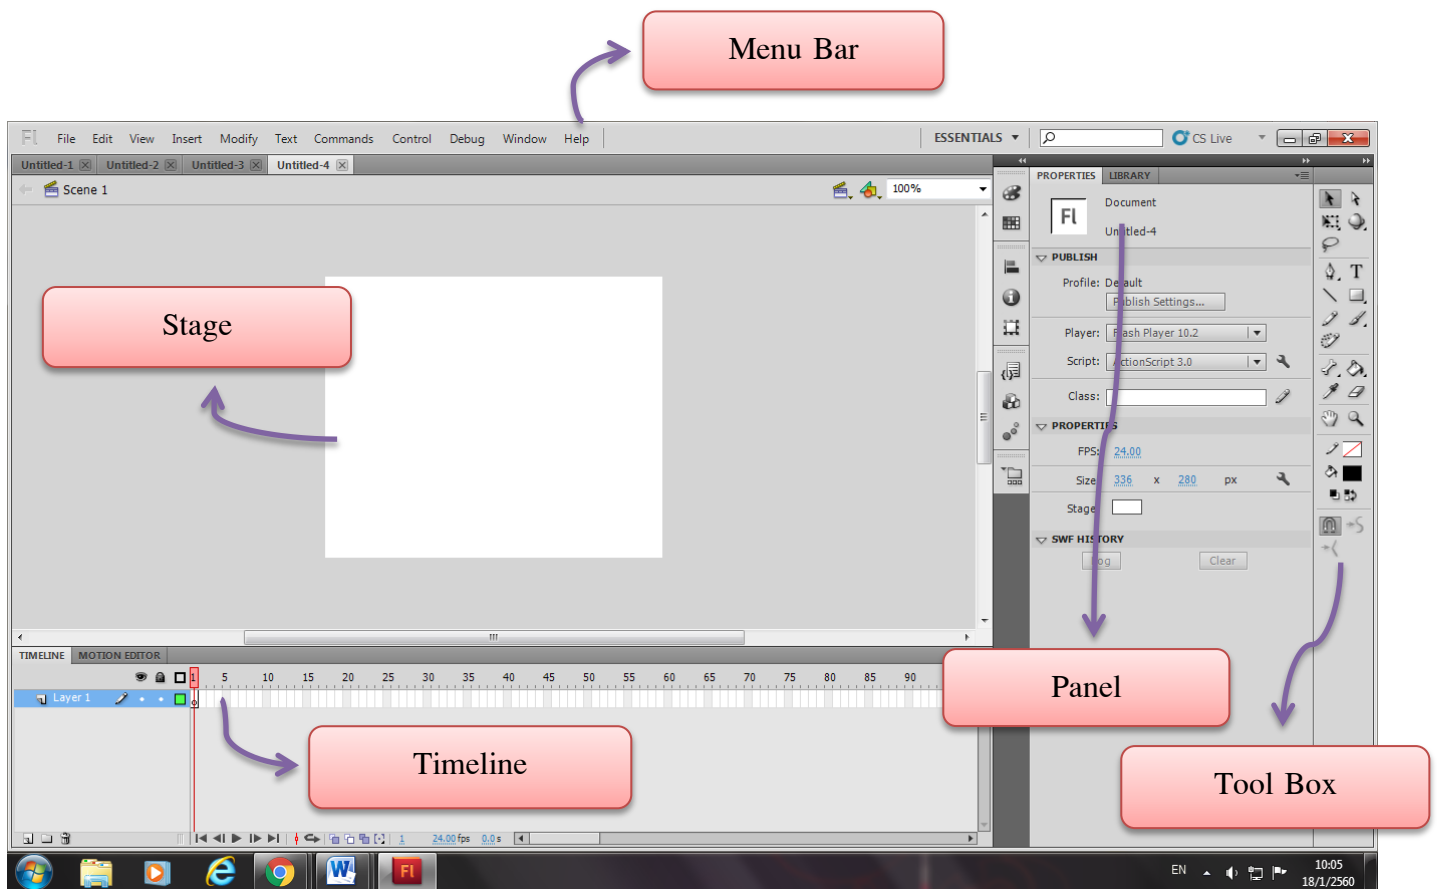 Menu Bar
Fl File Edit View Insert Modify Text Commands Control Debug Window Help ESSENTIALS CS Live
Untitled-1 Untitled-2 Untitled-3 Untitled-4
Scene 1 100%
PROPERTIES LIBRARY
Fl Document
Untitled-4
PUBLISH
Profile: Default
Publish Settings...
Player: Flash Player 10.2
Script: ActionScript 3.0
Class:
PROPERTIES
FPS: 24.00
Size: 336 x 280 px
Stage:
SWF HISTORY
Log Clear
T
Stage
TIMELINE MOTION EDITOR
1 5 10 15 20 25 30 35 40 45 50 55 60 65 70 75 80 85 90
Layer 1
Panel
Timeline
Tool Box
1 24.00 fps 0.0 s
W Fl
EN 10:05
18/1/2560